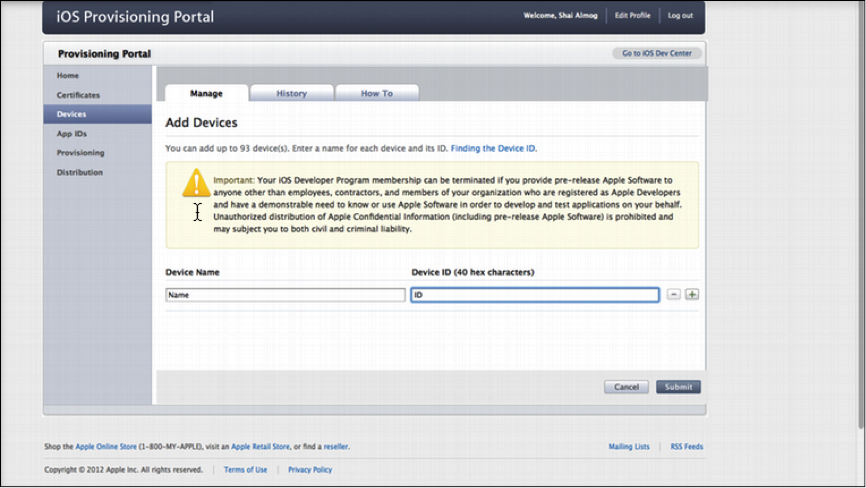 iOS Provisioning Portal
Welcome, Shai Almog
Edit Profile
Log out
Provisioning Portal
Go to iOS Dev Center
Home
Certificates
Devices
App IDs
Provisioning
Distribution
Manage
History
How To
Add Devices
You can add up to 93 device(s). Enter a name for each device and its ID. Finding the Device ID.
Important: Your iOS Developer Program membership can be terminated if you provide pre-release Apple Software to
anyone other than employees, contractors, and members of your organization who are registered as Apple Developers
and have a demonstrable need to know or use Apple Software in order to develop and test applications on your behalf.
Unauthorized distribution of Apple Confidential Information (including pre-release Apple Software) is prohibited and
may subject you to both civil and criminal liability.
Device Name
Device ID (40 hex characters)
Name
ID
Cancel
Submit
Shop the Apple Online Store (1-800-MY-APPLE), visit an Apple Retail Store, or find a reseller.
Mailing Lists
RSS Feeds
Copyright © 2012 Apple Inc. All rights reserved.
Terms of Use
Privacy Policy